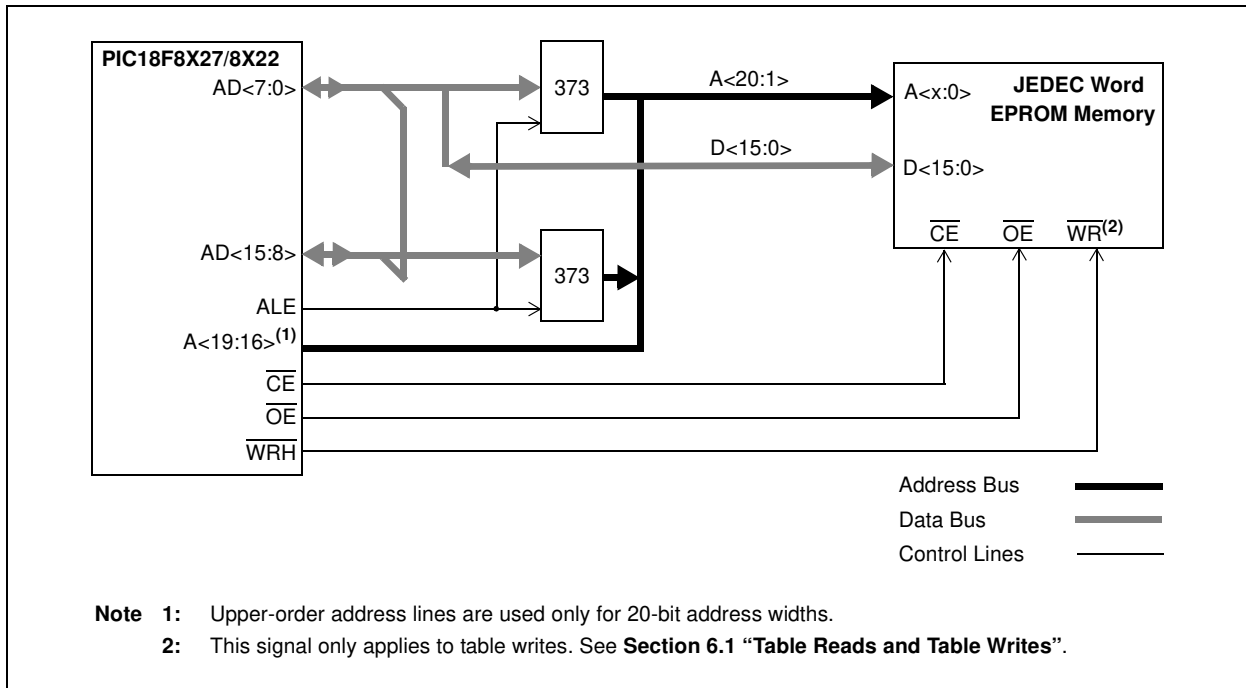 PIC18F8X27/8X22
AD<7:0>
373
A<20:1>
A<x:0>
JEDEC Word
EPROM Memory
D<15:0>
D<15:0>
AD<15:8>
373
CE OE WR(2)
ALE
A<19:16>(1)
CE
OE
WRH
Address Bus
Data Bus
Control Lines
Note 1: Upper-order address lines are used only for 20-bit address widths.
2: This signal only applies to table writes. See Section 6.1 “Table Reads and Table Writes”.